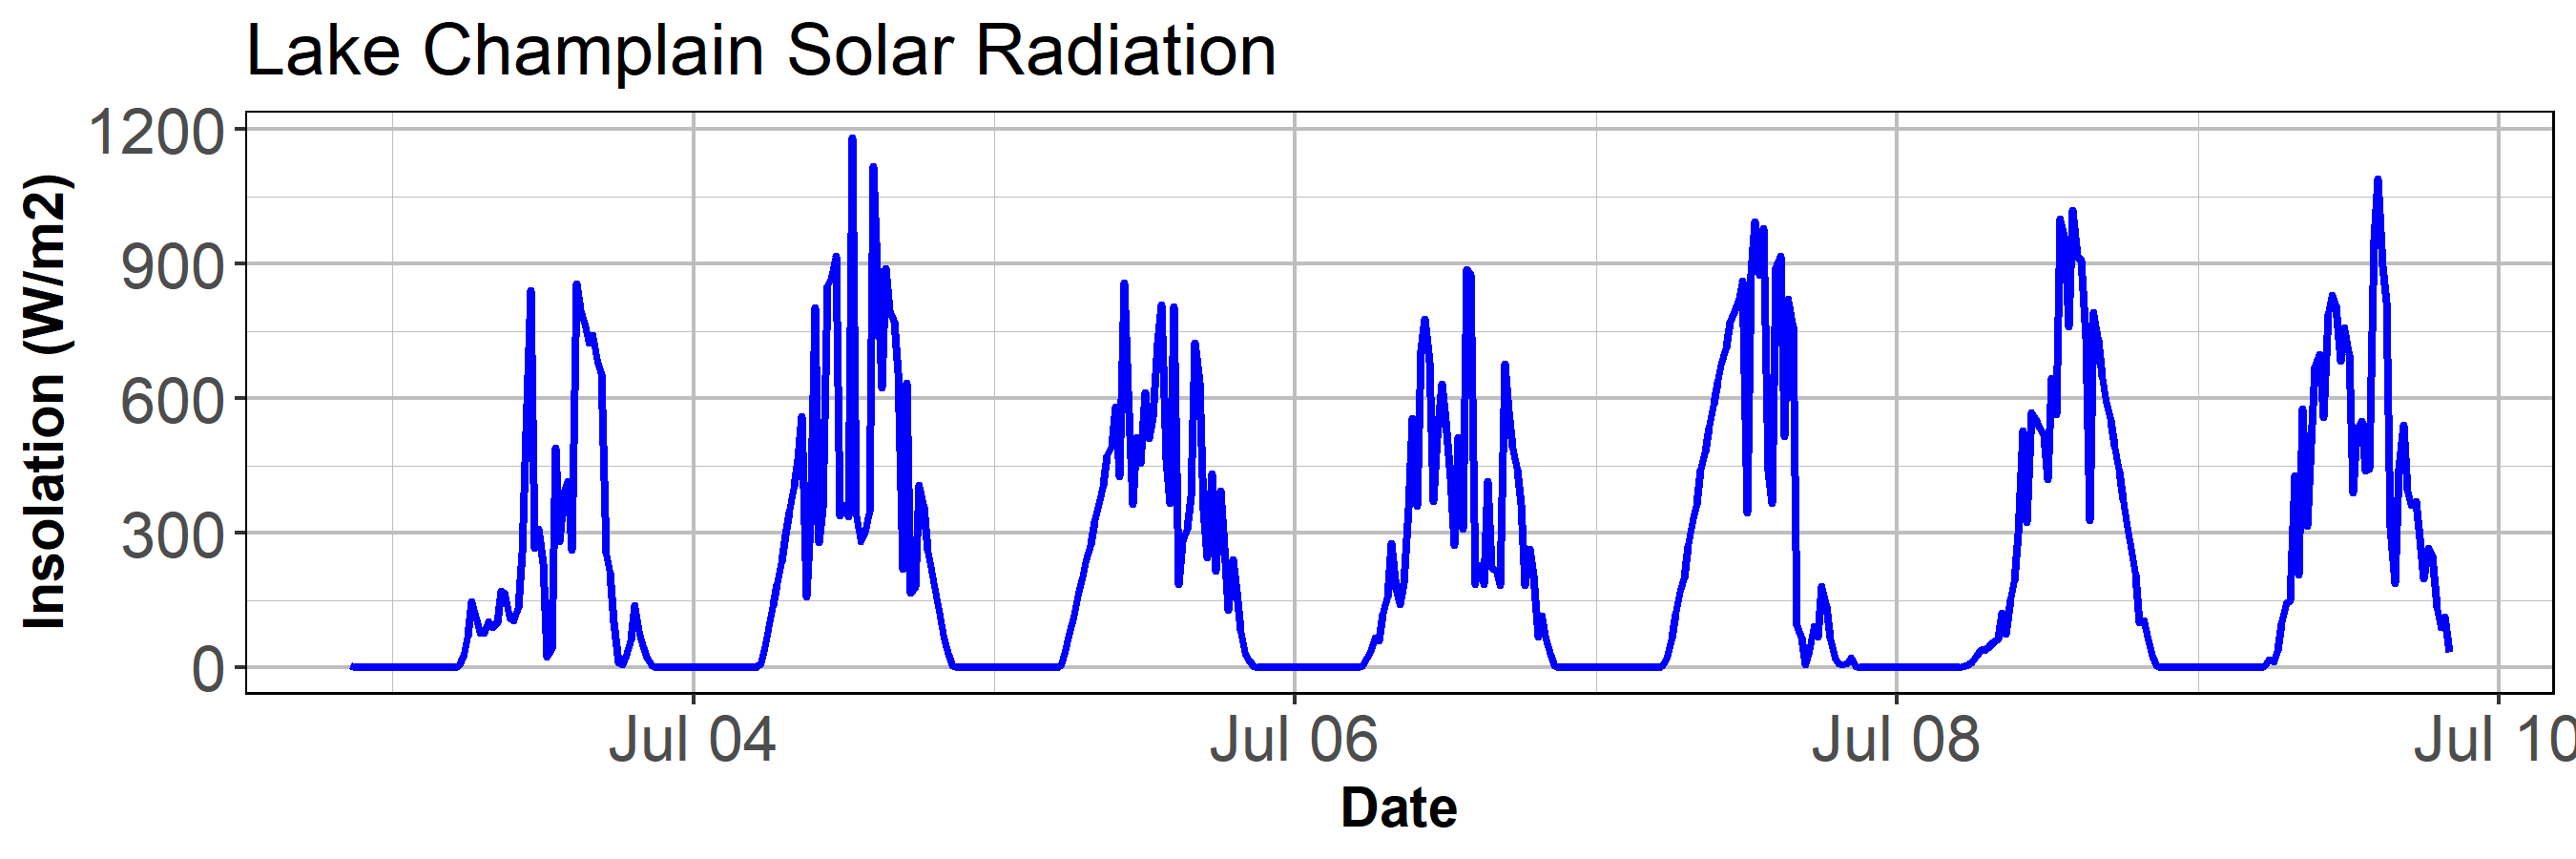 Lake Champlain Solar Radiation
Insolation (W/m2)
1200
900
600
300
0
Jul 04 Jul 06 Jul 08 Jul 10
Date